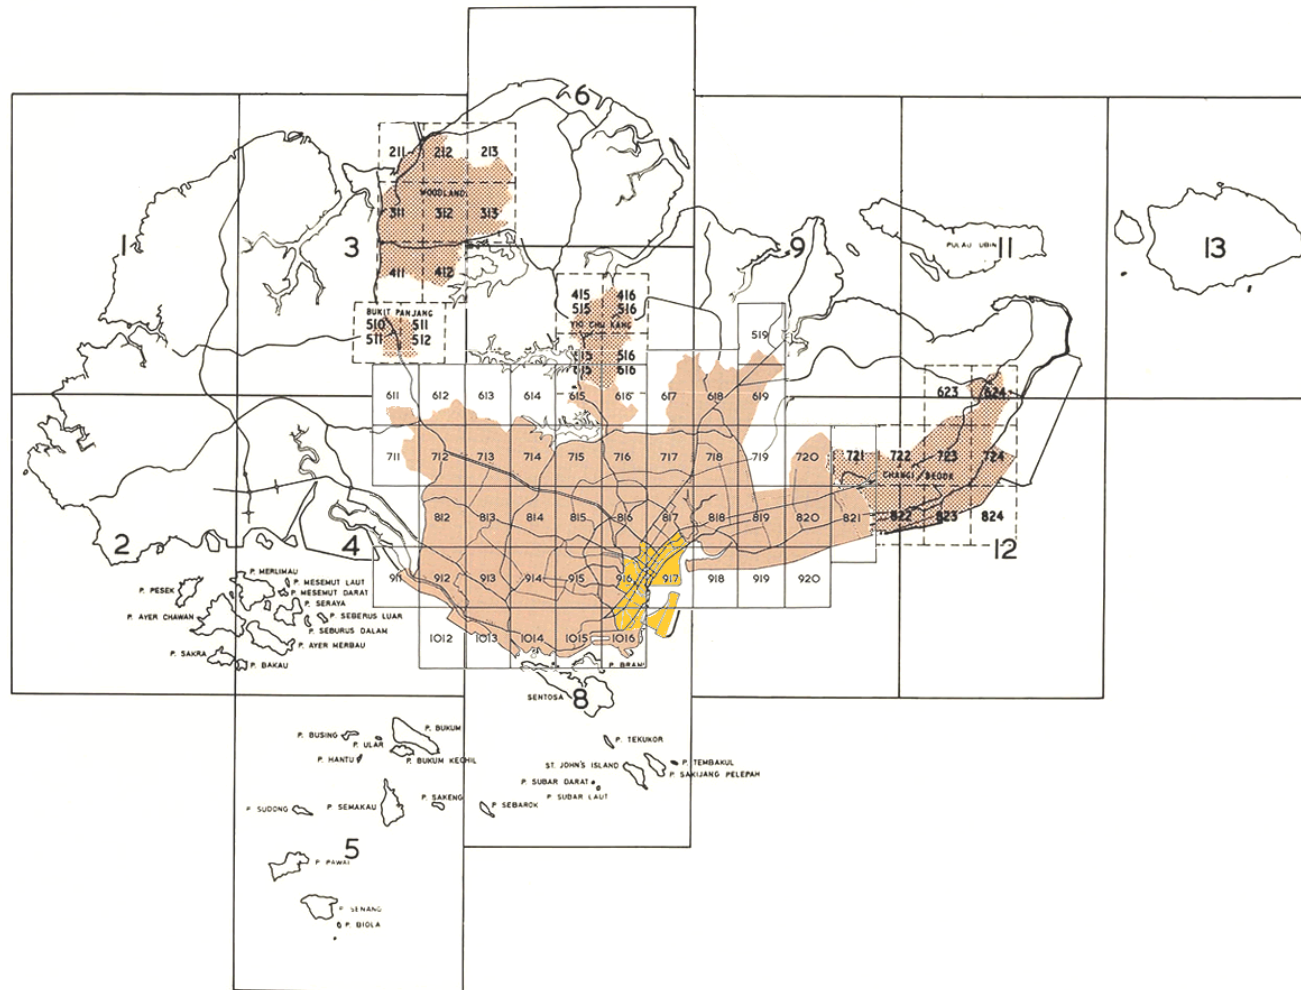 6
211 212 213
WOODLAND
311 312 313
1
3
9
PULAU UBIN
11
13
411 412
415 416
515 516
YIO CHU KANG
515 516
615 616
BUKIT PANJANG
510 511
511 512
519
611 612 613 614 615 616 617 618 619
623 624
711 712 713 714 715 716 717 718 719 720 721 722 723 724
CHANGI / BEDOK
812 813 814 815 816 817 818 819 820 821 822 823 824
2
4
12
911 912 913 914 915 916 917 918 919 920
1012 1013 1014 1015 1016
P. MERLIMAU
P. PESEK
P. MESEMUT LAUT
P. MESEMUT DARAT
P. SERAYA
P. AYER CHAWAN
P. SEBERUS LUAR
P. SEBURUS DALAM
P. AYER MERBAU
P. SAKRA
P. BAKAU
P. BRANI
SENTOSA
8
P. BUSING
P. BUKUM
P. ULAR
P. HANTU
P. BUKUM KECHIL
P. TEKUKOR
ST. JOHN'S ISLAND
P. TEMBAKUL
P. SAKIJANG PELEPAH
P. SUBAR DARAT
P. SUBAR LAUT
P. SUDONG
P. SEMAKAU
P. SAKENG
P. SEBAROK
5
P. PAWAI
P. SENANG
P. BIOLA